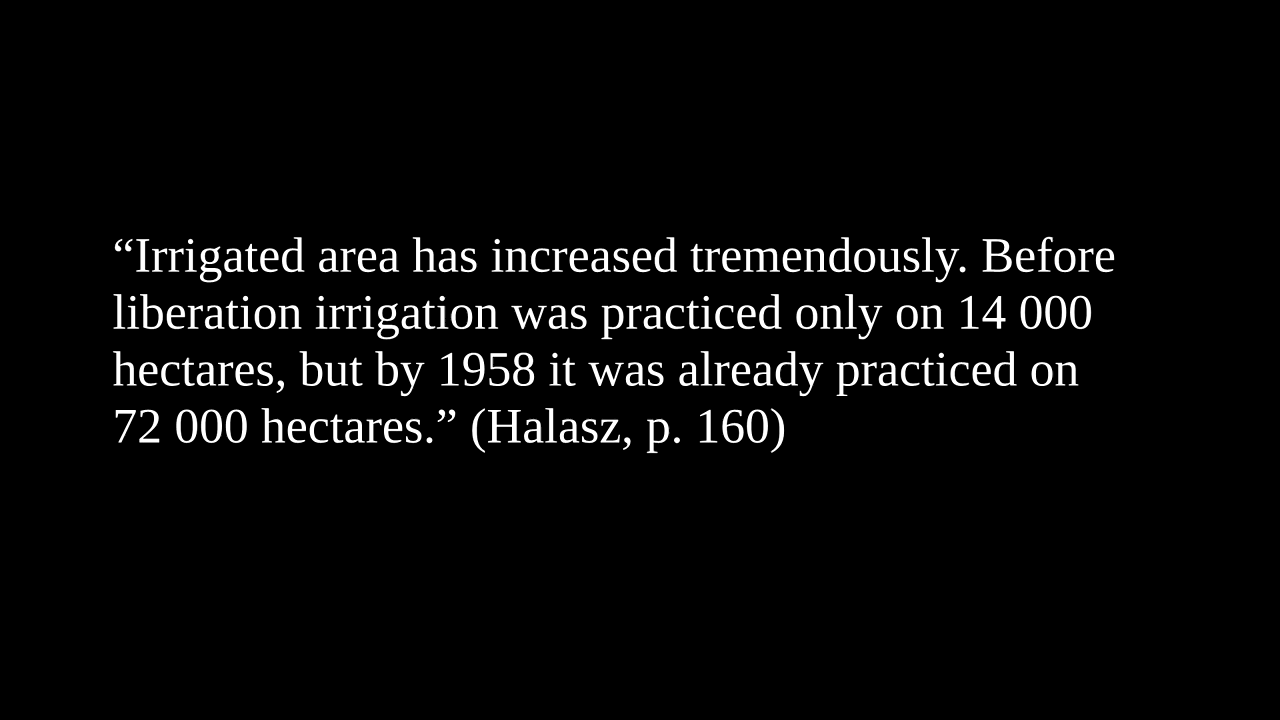 “Irrigated area has increased tremendously. Before
liberation irrigation was practiced only on 14 000
hectares, but by 1958 it was already practiced on
72 000 hectares.” (Halasz, p. 160)